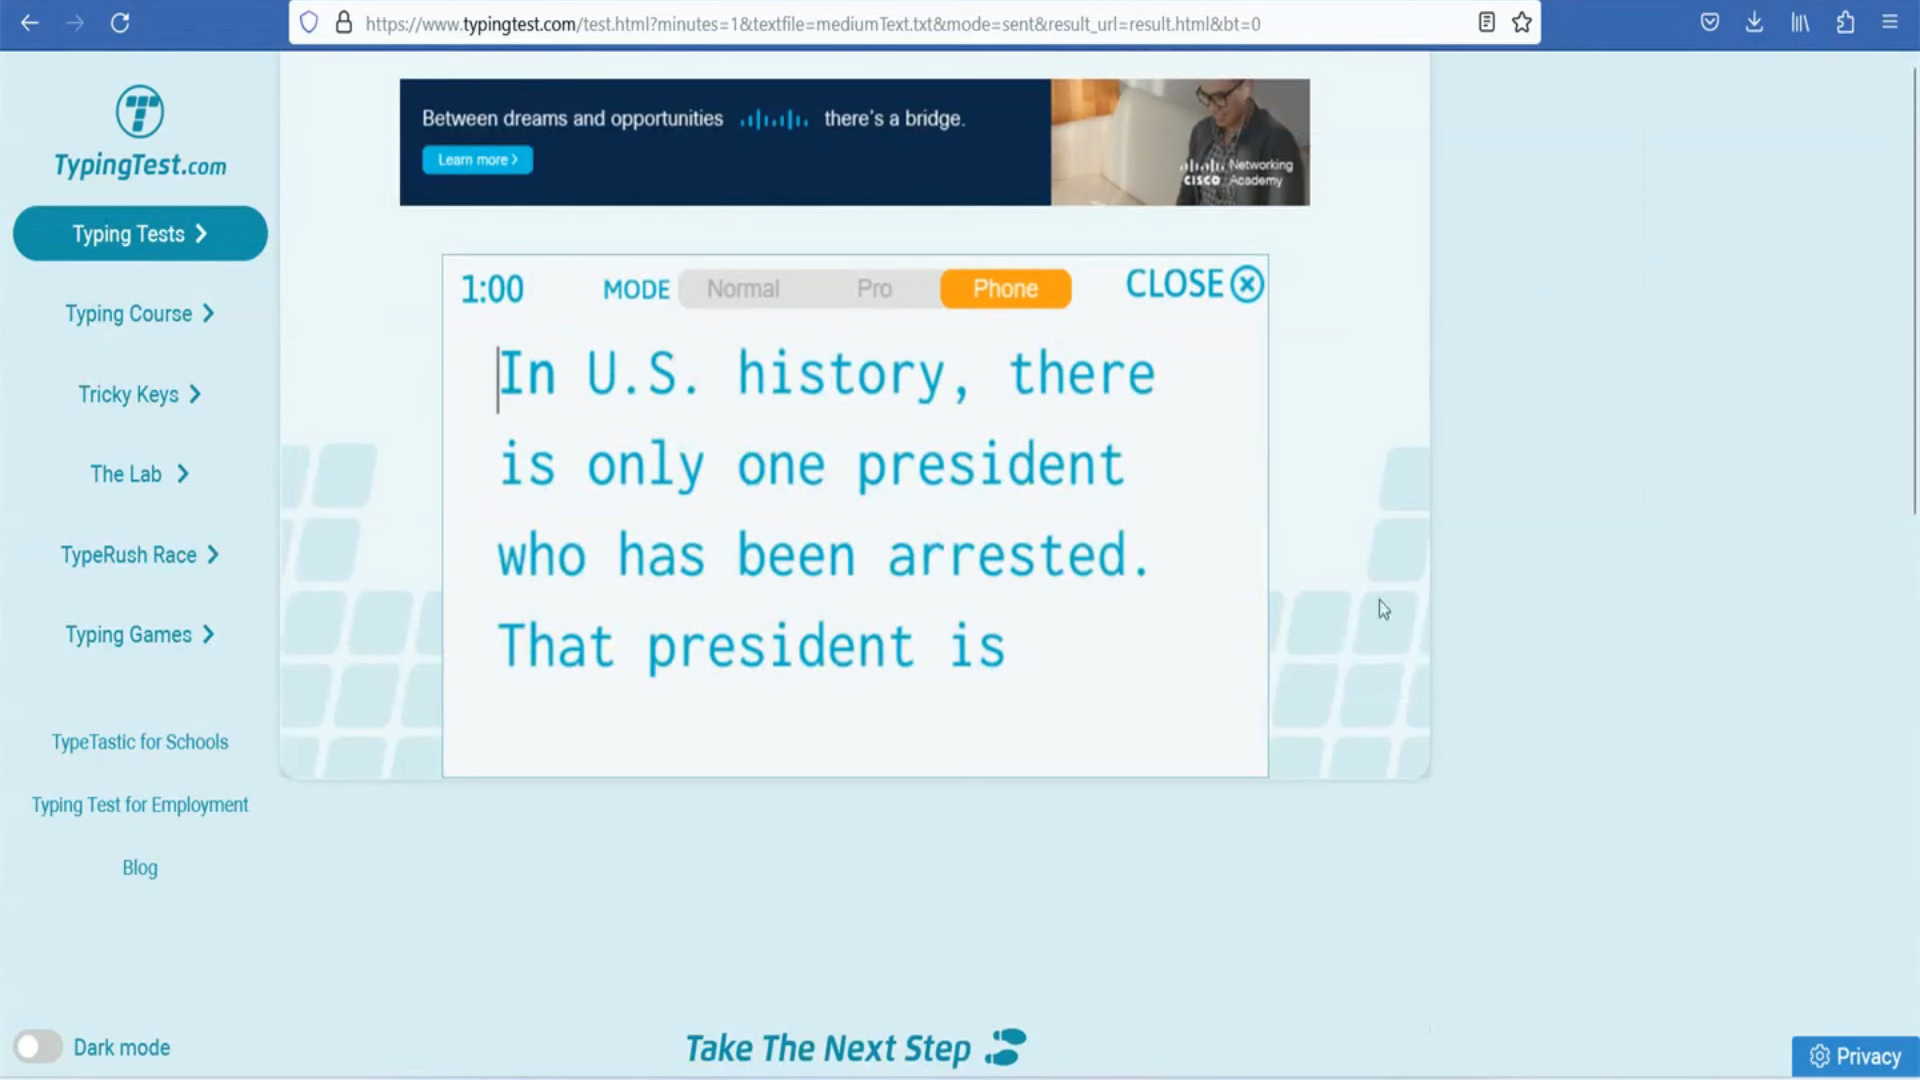 https://www.typingtest.com/test.html?minutes=1&textfile=mediumText.txt&mode=sent&result_url=result.html&bt=0
TypingTest.com
Typing Tests
Typing Course
Tricky Keys
The Lab
TypeRush Race
Typing Games
TypeTastic for Schools
Typing Test for Employment
Blog
Dark mode
Between dreams and opportunities there's a bridge.
Learn more >
Networking
CISCO Academy
1:00 MODE Normal Pro Phone CLOSE
In U.S. history, there
is only one president
who has been arrested.
That president is
Take The Next Step
Privacy